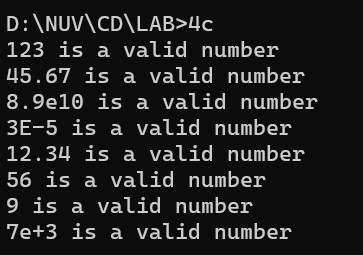 D:\NUV\CD\LAB>4c
123 is a valid number
45.67 is a valid number
8.9e10 is a valid number
3E-5 is a valid number
12.34 is a valid number
56 is a valid number
9 is a valid number
7e+3 is a valid number